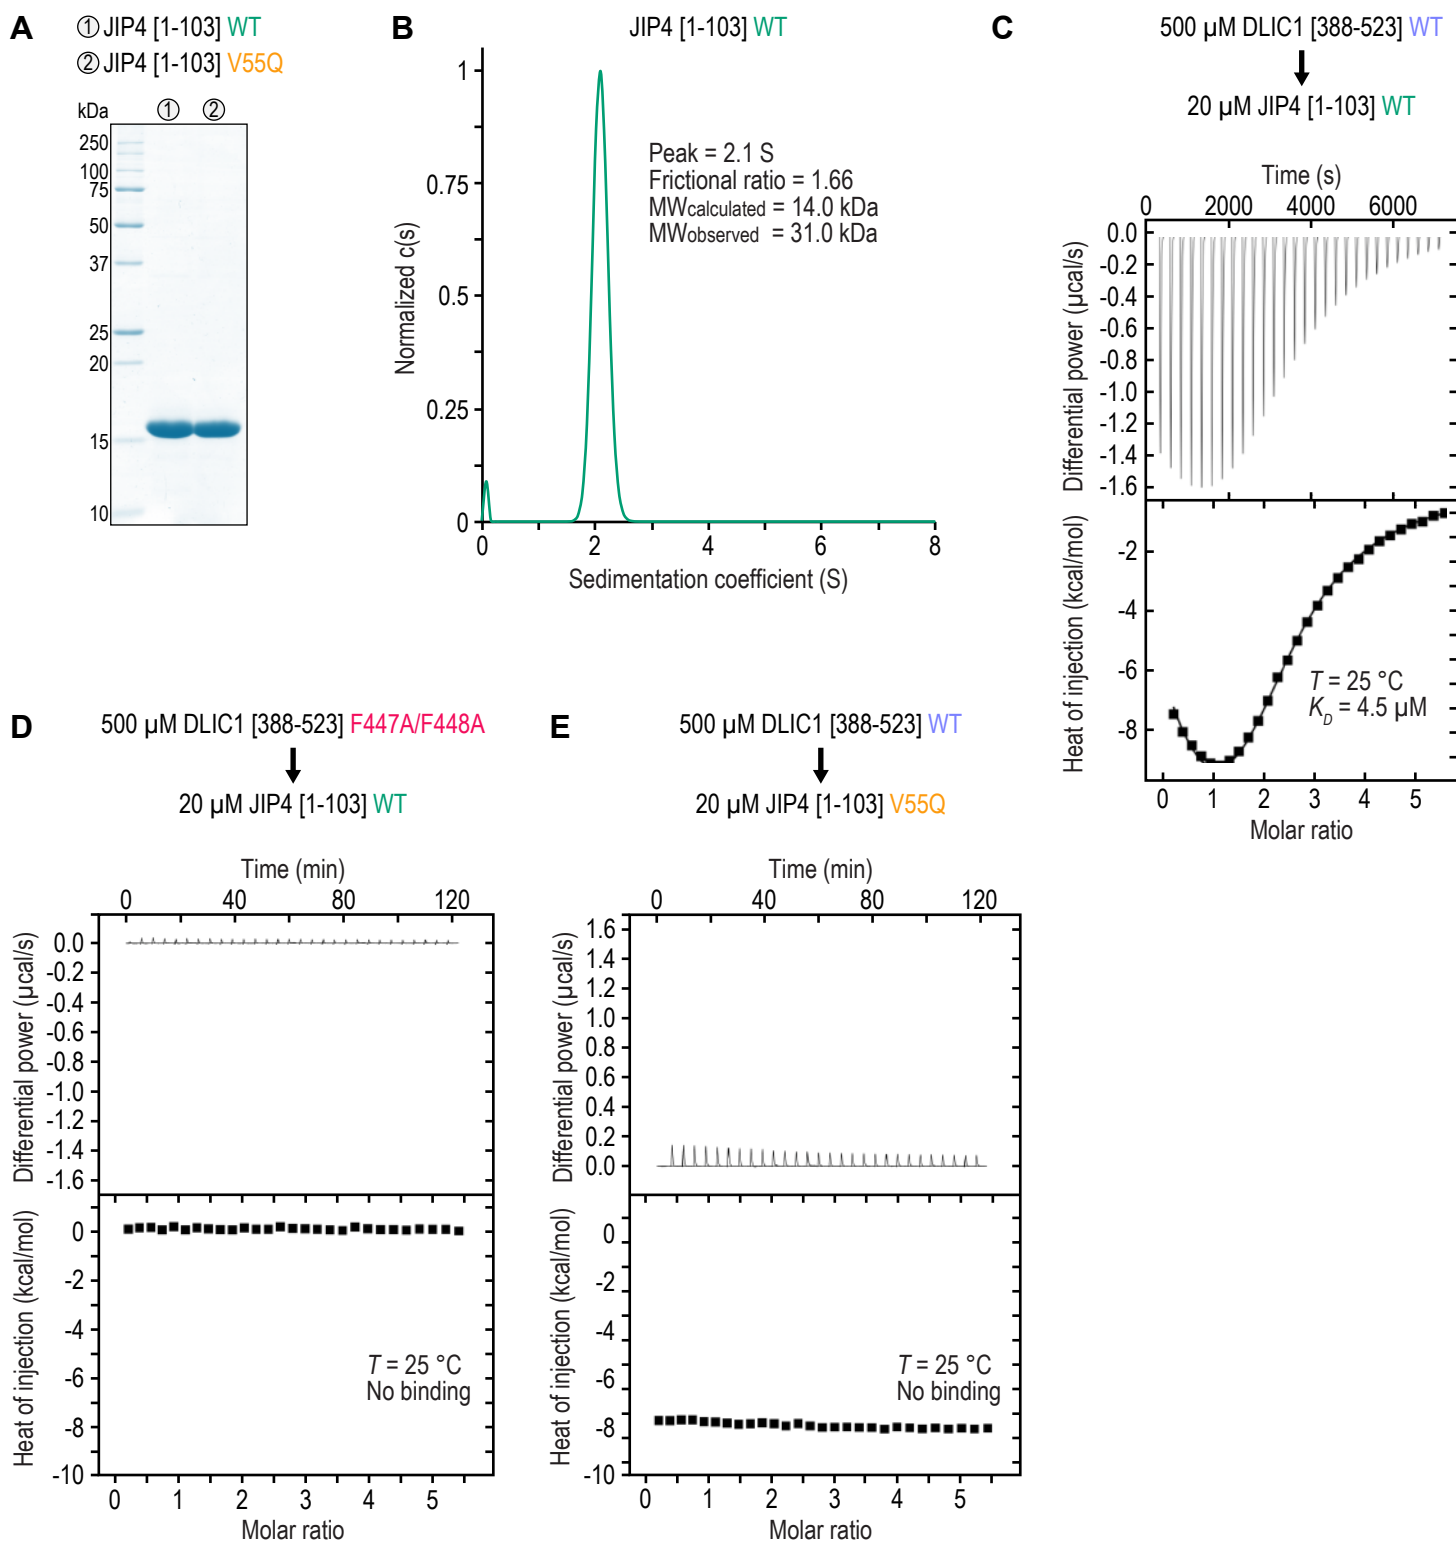 A
① JIP4 [1-103] WT
② JIP4 [1-103] V55Q
kDa ① ②
250
100
75
50
37
25
20
15
10
B
JIP4 [1-103] WT
Normalized c(s)
1
0.75
0.5
0.25
0
Peak = 2.1 S
Frictional ratio = 1.66
MWcalculated = 14.0 kDa
MWobserved = 31.0 kDa
0 2 4 6 8
Sedimentation coefficient (S)
C
500 µM DLIC1 [388-523] WT
20 µM JIP4 [1-103] WT
Time (s)
0 2000 4000 6000
Differential power (µcal/s)
0.0
-0.2
-0.4
-0.6
-0.8
-1.0
-1.2
-1.4
-1.6
Heat of injection (kcal/mol)
-2
-4
-6
-8
T = 25 °C
KD = 4.5 µM
0 1 2 3 4 5
Molar ratio
D
500 µM DLIC1 [388-523] F447A/F448A
20 µM JIP4 [1-103] WT
Time (min)
0 40 80 120
Differential power (µcal/s)
0.0
-0.2
-0.4
-0.6
-0.8
-1.0
-1.2
-1.4
-1.6
Heat of injection (kcal/mol)
0
-2
-4
-6
-8
-10
T = 25 °C
No binding
0 1 2 3 4 5
Molar ratio
E
500 µM DLIC1 [388-523] WT
20 µM JIP4 [1-103] V55Q
Time (min)
0 40 80 120
Differential power (µcal/s)
1.6
1.4
1.2
1.0
0.8
0.6
0.4
0.2
0.0
Heat of injection (kcal/mol)
0
-2
-4
-6
-8
-10
T = 25 °C
No binding
0 1 2 3 4 5
Molar ratio